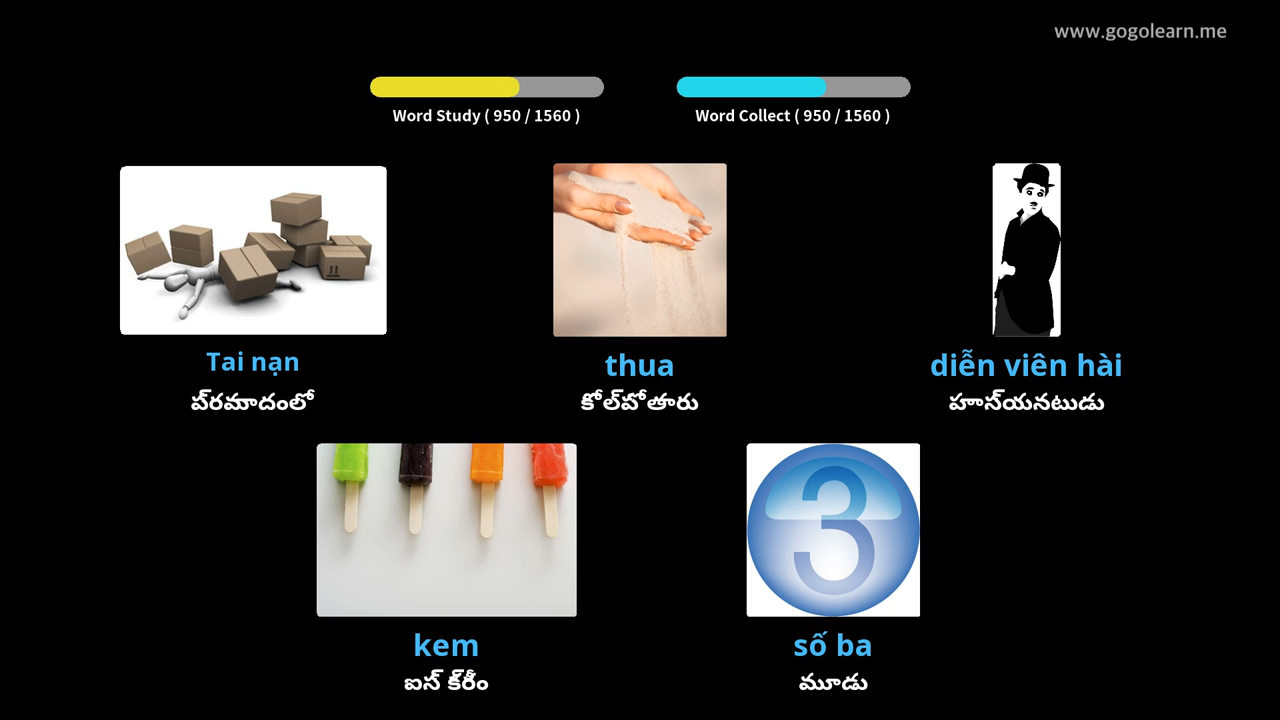 www.gogolearn.me
Word Study ( 950 / 1560 )
Word Collect ( 950 / 1560 )
Tai nạn
ప్రమాదంలో
thua
కోల్పోతారు
diễn viên hài
హాస్యనటుడు
kem
ఐస్ క్రీం
3
số ba
మూడు